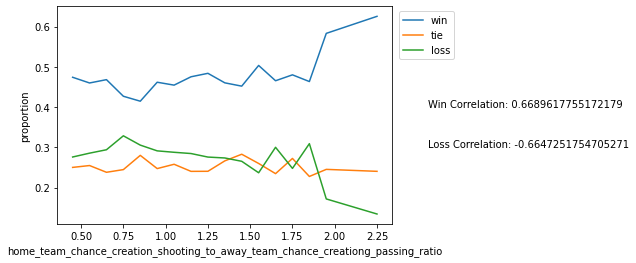 0.6
0.5
0.4
0.3
0.2
proportion
0.50 0.75 1.00 1.25 1.50 1.75 2.00 2.25
home_team_chance_creation_shooting_to_away_team_chance_creationg_passing_ratio
win
tie
loss
Win Correlation: 0.6689617755172179
Loss Correlation: -0.6647251754705271